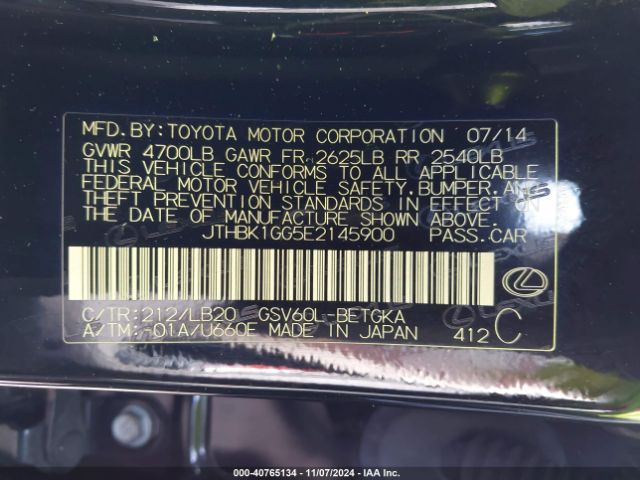 MFD.BY:TOYOTA MOTOR CORPORATION 07/14
GVWR 4700LB GAWR FR 2625LB RR 2540LB
THIS VEHICLE CONFORMS TO ALL APPLICABLE
FEDERAL MOTOR VEHICLE SAFETY.BUMPER.AND
THEFT PREVENTION STANDARDS IN EFFECT ON
THE DATE OF MANUFACTURE SHOWN ABOVE.
JTHBK1GG5E2145900 PASS.CAR
C/TR:212/LB20 GSV60L-BETGKA
A/TM:-01A/U660E MADE IN JAPAN 412 C
000-40765134 - 11/07/2024 - IAA Inc.